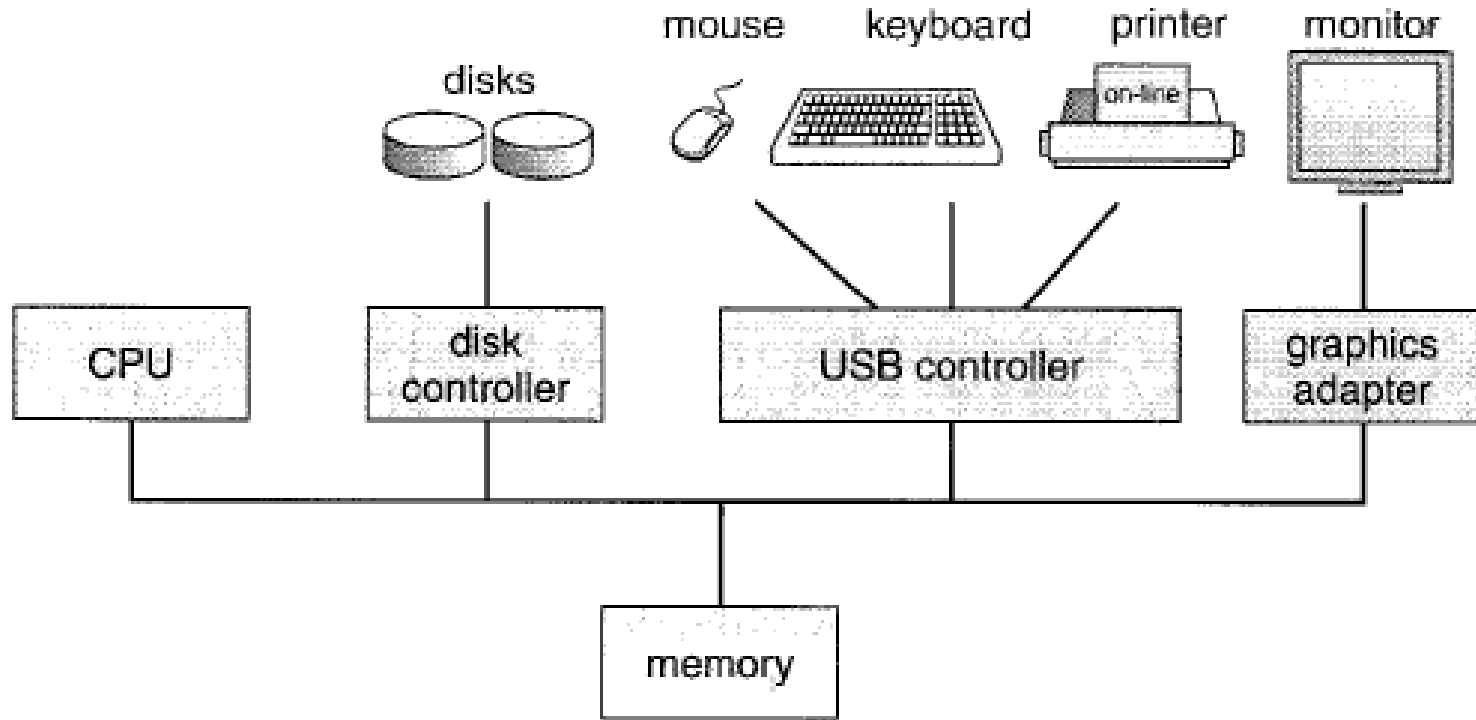 mouse keyboard printer monitor
disks
on-line
CPU
disk
controller
USB controller
graphics
adapter
memory